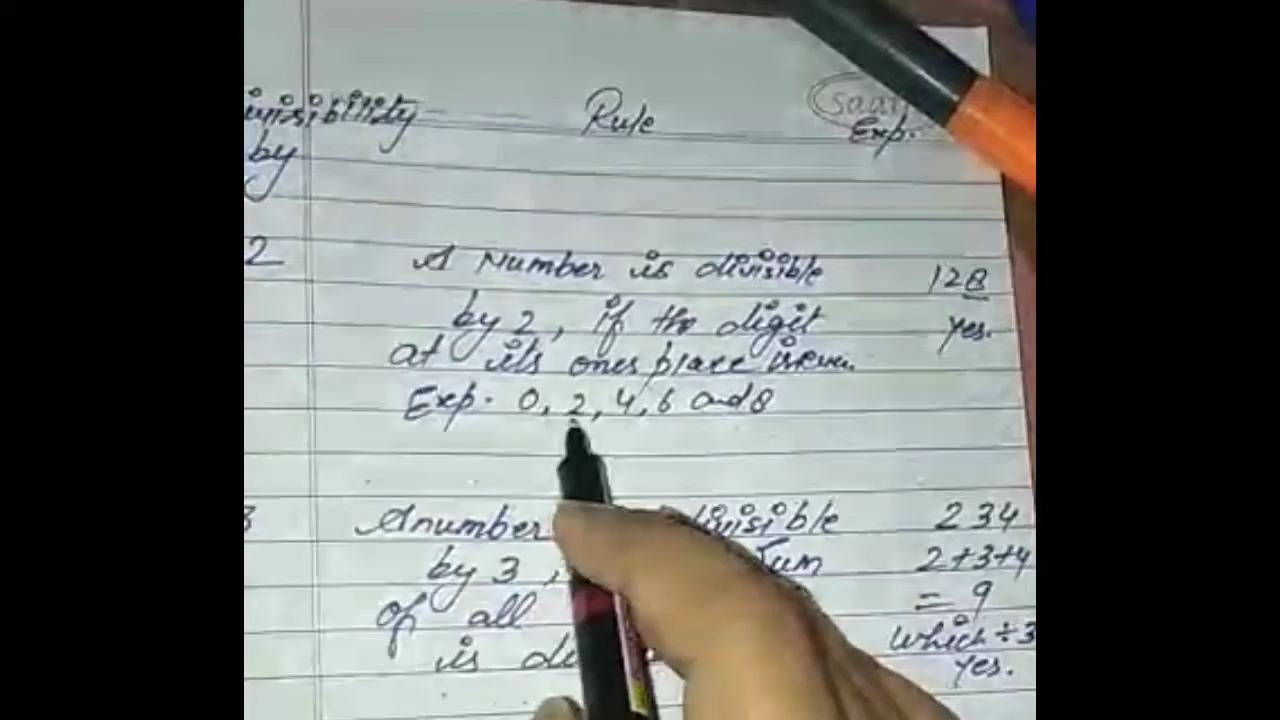 Divisibility Rule Exp.
by
2 A Number is divisible 128
by 2, if the digit yes.
at its ones place is even.
Exp. 0, 2, 4, 6 and 8
3 A number divisible 234
by 3, Sum 2+3+4
of all = 9
is which ÷ 3
yes.